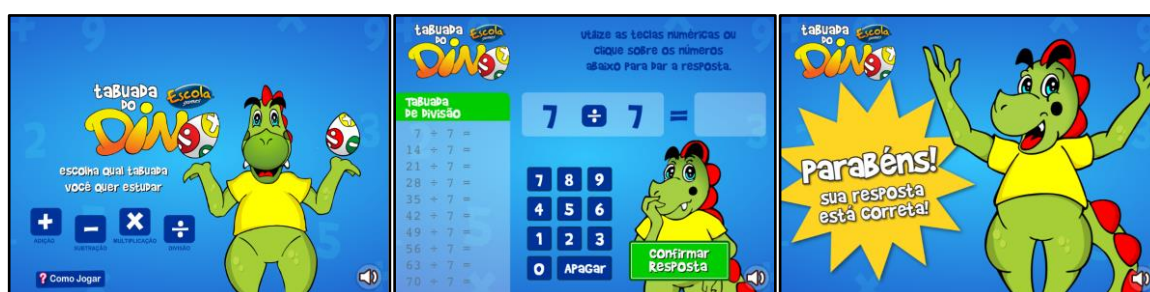 tabuada
do
Escola
games
Dino
escolha qual tabuada
você quer estudar
+
-
x
÷
ADIÇÃO
SUBTRAÇÃO
MULTIPLICAÇÃO
DIVISÃO
? Como Jogar
tabuada
do
Escola
games
Dino
utilize as teclas numéricas ou
clique sobre os números
abaixo para dar a resposta.
Tabuada
de Divisão
7 ÷ 7 =
14 ÷ 7 =
21 ÷ 7 =
28 ÷ 7 =
35 ÷ 7 =
42 ÷ 7 =
49 ÷ 7 =
56 ÷ 7 =
63 ÷ 7 =
70 ÷ 7 =
7 ÷ 7 =
7 8 9
4 5 6
1 2 3
0 Apagar
Confirmar
Resposta
tabuada
do
Escola
games
Dino
Parabéns!
sua resposta
está correta!